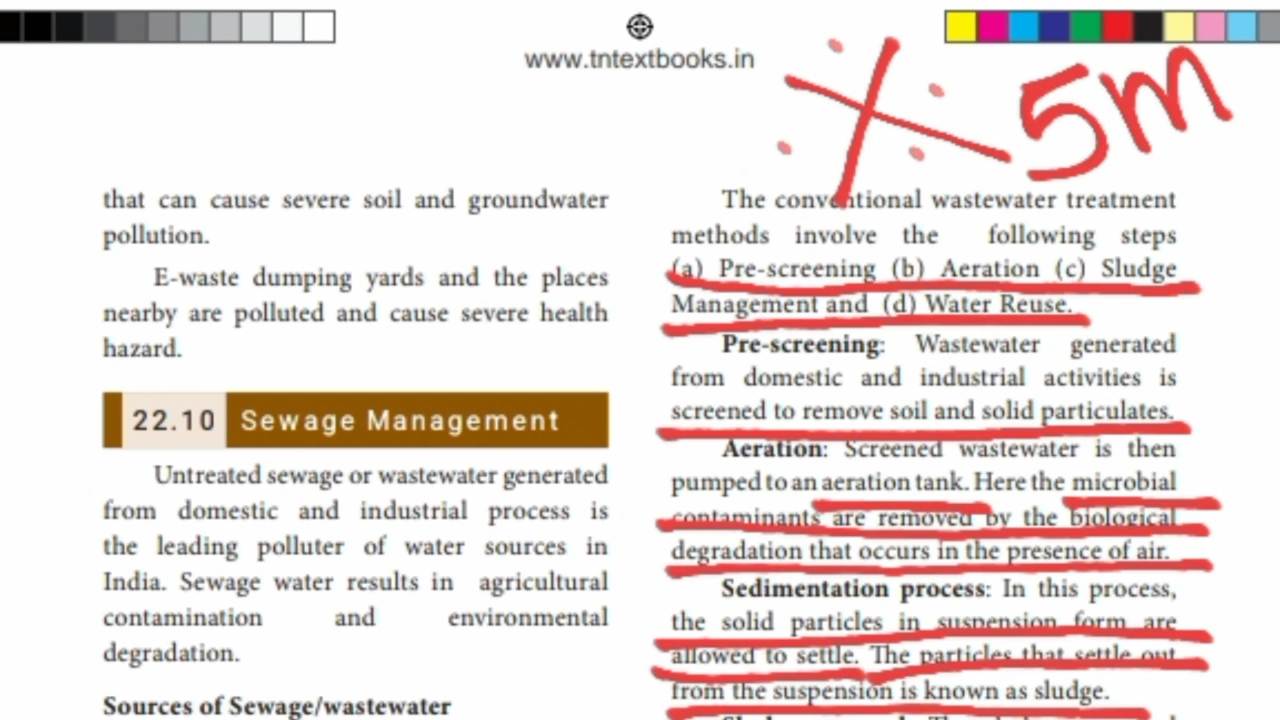 www.tntextbooks.in
5m
that can cause severe soil and groundwater
pollution.
E-waste dumping yards and the places
nearby are polluted and cause severe health
hazard.
22.10 Sewage Management
Untreated sewage or wastewater generated
from domestic and industrial process is
the leading polluter of water sources in
India. Sewage water results in agricultural
contamination and environmental
degradation.
Sources of Sewage/wastewater
The conventional wastewater treatment
methods involve the following steps
(a) Pre-screening (b) Aeration (c) Sludge
Management and (d) Water Reuse.
Pre-screening: Wastewater generated
from domestic and industrial activities is
screened to remove soil and solid particulates.
Aeration: Screened wastewater is then
pumped to an aeration tank. Here the microbial
contaminants are removed by the biological
degradation that occurs in the presence of air.
Sedimentation process: In this process,
the solid particles in suspension form are
allowed to settle. The particles that settle out
from the suspension is known as sludge.